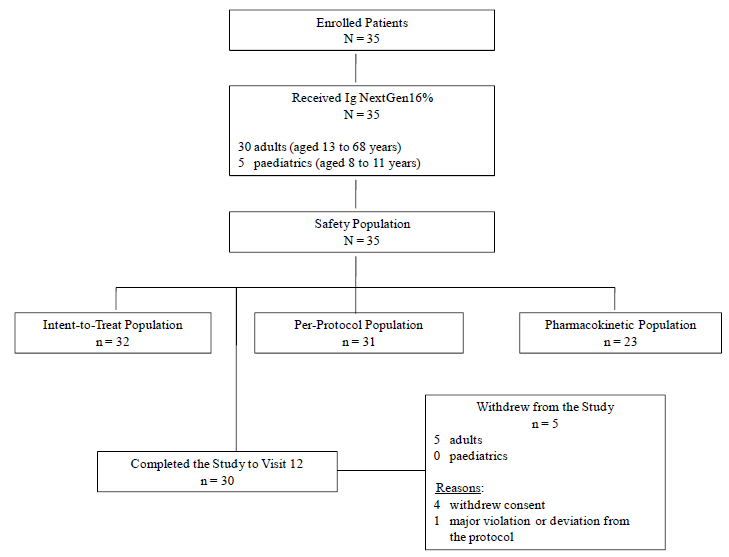 Enrolled Patients
N = 35
Received Ig NextGen16%
N = 35
30 adults (aged 13 to 68 years)
5 paediatrics (aged 8 to 11 years)
Safety Population
N = 35
Intent-to-Treat Population
n = 32
Per-Protocol Population
n = 31
Pharmacokinetic Population
n = 23
Completed the Study to Visit 12
n = 30
Withdrew from the Study
n = 5
5 adults
0 paediatrics
Reasons:
4 withdrew consent
1 major violation or deviation from
the protocol